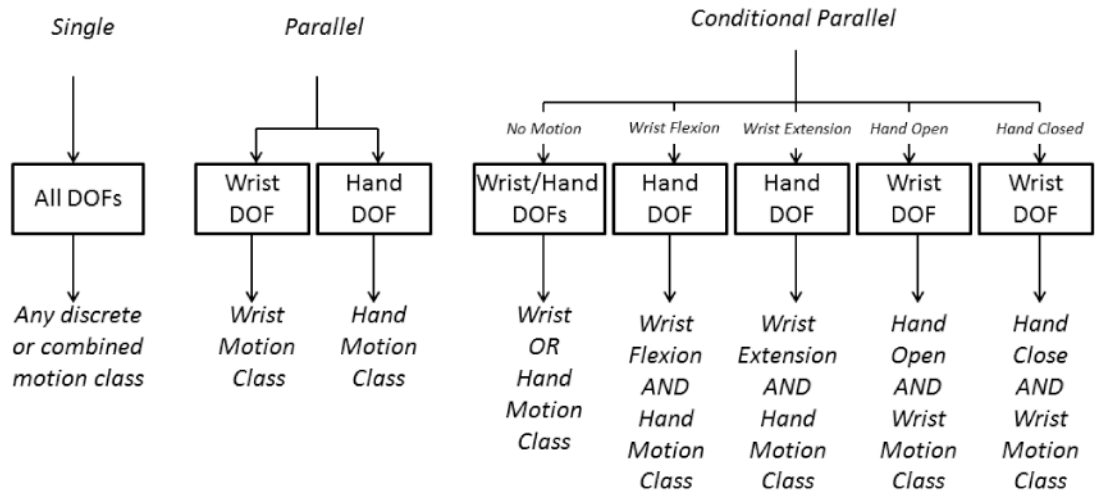 Single
Parallel
Conditional Parallel
No Motion
Wrist Flexion
Wrist Extension
Hand Open
Hand Closed
All DOFs
Wrist
DOF
Hand
DOF
Wrist/Hand
DOFs
Hand
DOF
Hand
DOF
Wrist
DOF
Wrist
DOF
Any discrete
or combined
motion class
Wrist
Motion
Class
Hand
Motion
Class
Wrist
OR
Hand
Motion
Class
Wrist
Flexion
AND
Hand
Motion
Class
Wrist
Extension
AND
Hand
Motion
Class
Hand
Open
AND
Wrist
Motion
Class
Hand
Close
AND
Wrist
Motion
Class